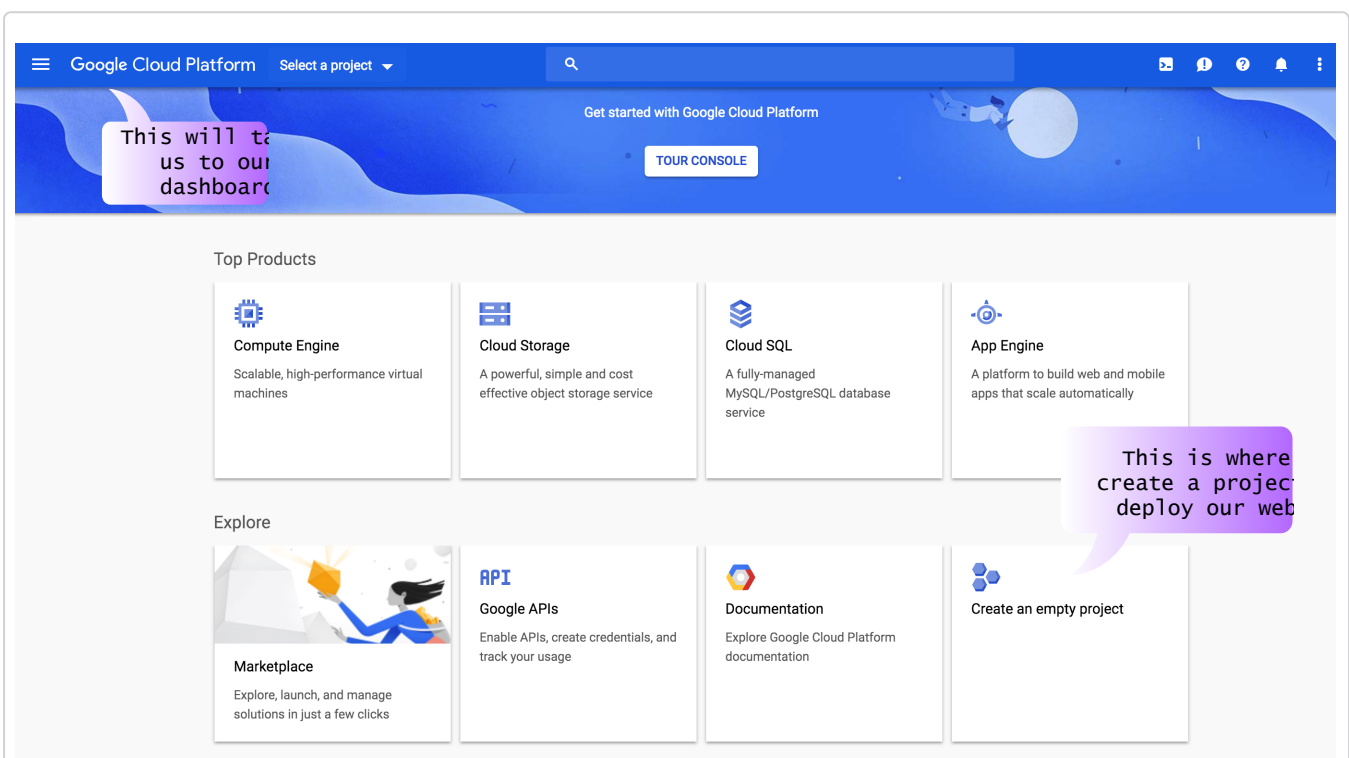 Google Cloud Platform Select a project
Get started with Google Cloud Platform
TOUR CONSOLE
This will ta
us to our
dashboard
Top Products
Compute Engine
Scalable, high-performance virtual
machines
Cloud Storage
A powerful, simple and cost
effective object storage service
Cloud SQL
A fully-managed
MySQL/PostgreSQL database
service
App Engine
A platform to build web and mobile
apps that scale automatically
This is where
create a project
deploy our web
Explore
Marketplace
Explore, launch, and manage
solutions in just a few clicks
API
Google APIs
Enable APIs, create credentials, and
track your usage
Documentation
Explore Google Cloud Platform
documentation
Create an empty project